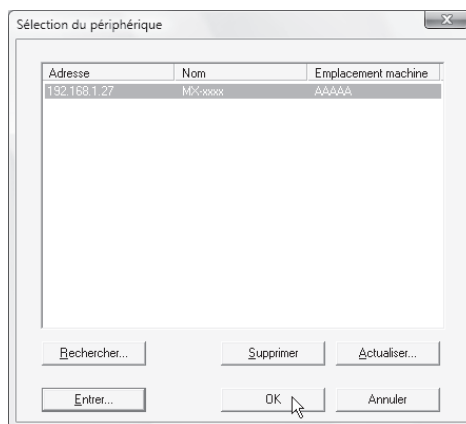 Sélection du périphérique
Adresse Nom Emplacement machine
192.168.1.27 MX-xxxx AAAAA
Rechercher... Supprimer Actualiser...
Entrer... OK Annuler